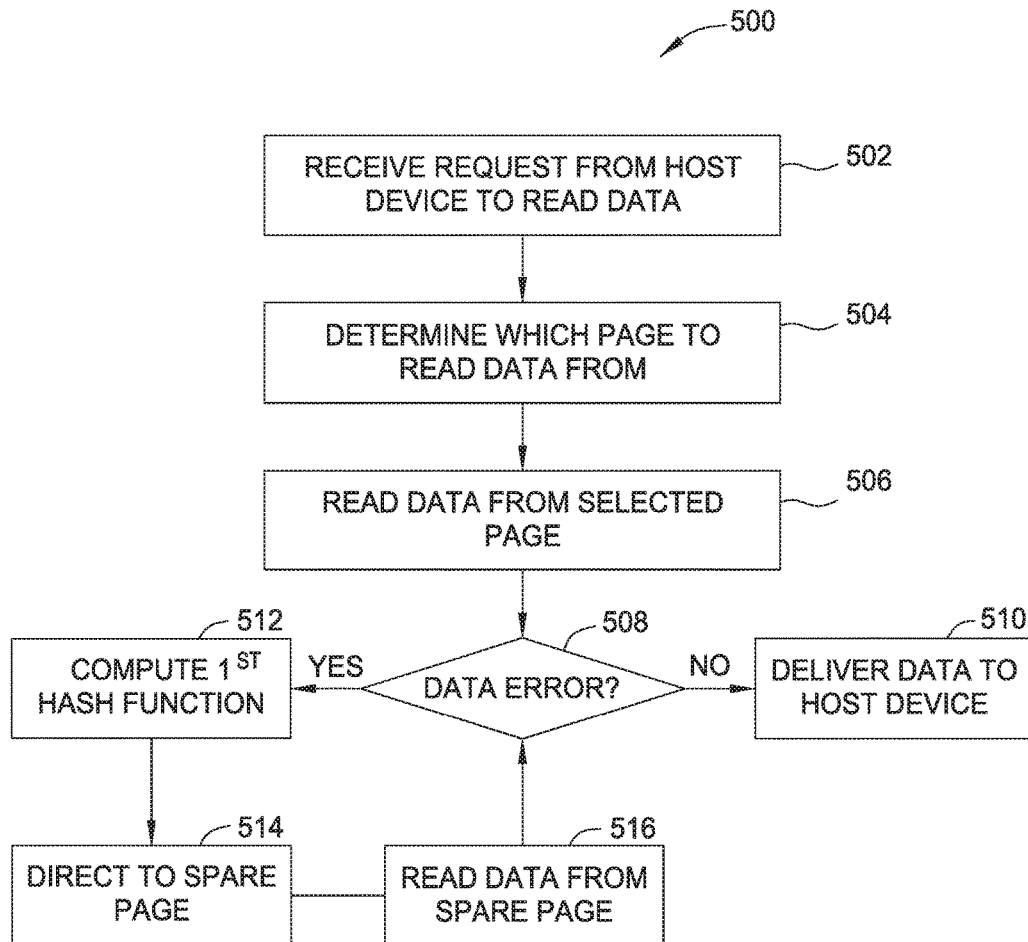 500
RECEIVE REQUEST FROM HOST
DEVICE TO READ DATA
502
DETERMINE WHICH PAGE TO
READ DATA FROM
504
READ DATA FROM SELECTED
PAGE
506
512
COMPUTE 1ST
HASH FUNCTION
YES
508
DATA ERROR?
NO
510
DELIVER DATA TO
HOST DEVICE
514
DIRECT TO SPARE
PAGE
516
READ DATA FROM
SPARE PAGE